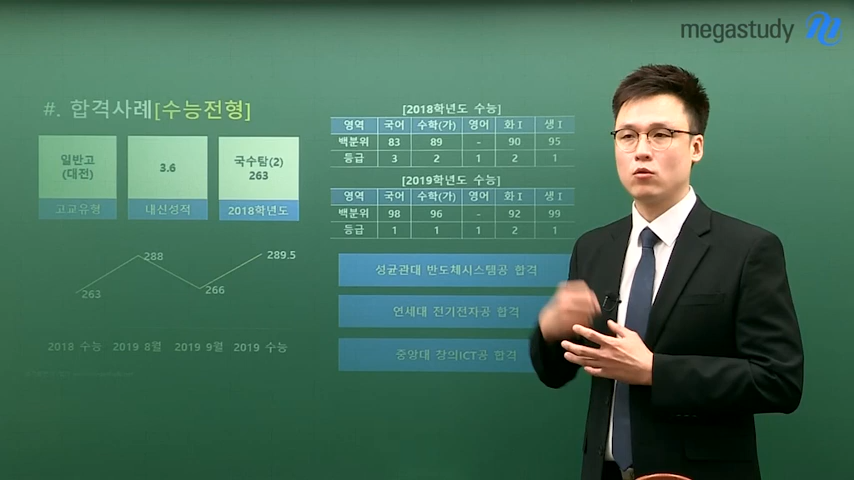 megastudy
#. 합격사례[수능전형]
일반고
(대전)
고교유형
3.6
내신성적
국수탐(2)
263
2018학년도
288
289.5
263
266
2018 수능 2019 8월 2019 9월 2019 수능
[2018학년도 수능]
영역 국어 수학(가) 영어 화Ⅰ 생Ⅰ
백분위 83 89 - 90 95
등급 3 2 1 2 1
[2019학년도 수능]
영역 국어 수학(가) 영어 화Ⅰ 생Ⅰ
백분위 98 96 - 92 99
등급 1 1 1 2 1
성균관대 반도체시스템공 합격
연세대 전기전자공 합격
중앙대 창의ICT공 합격